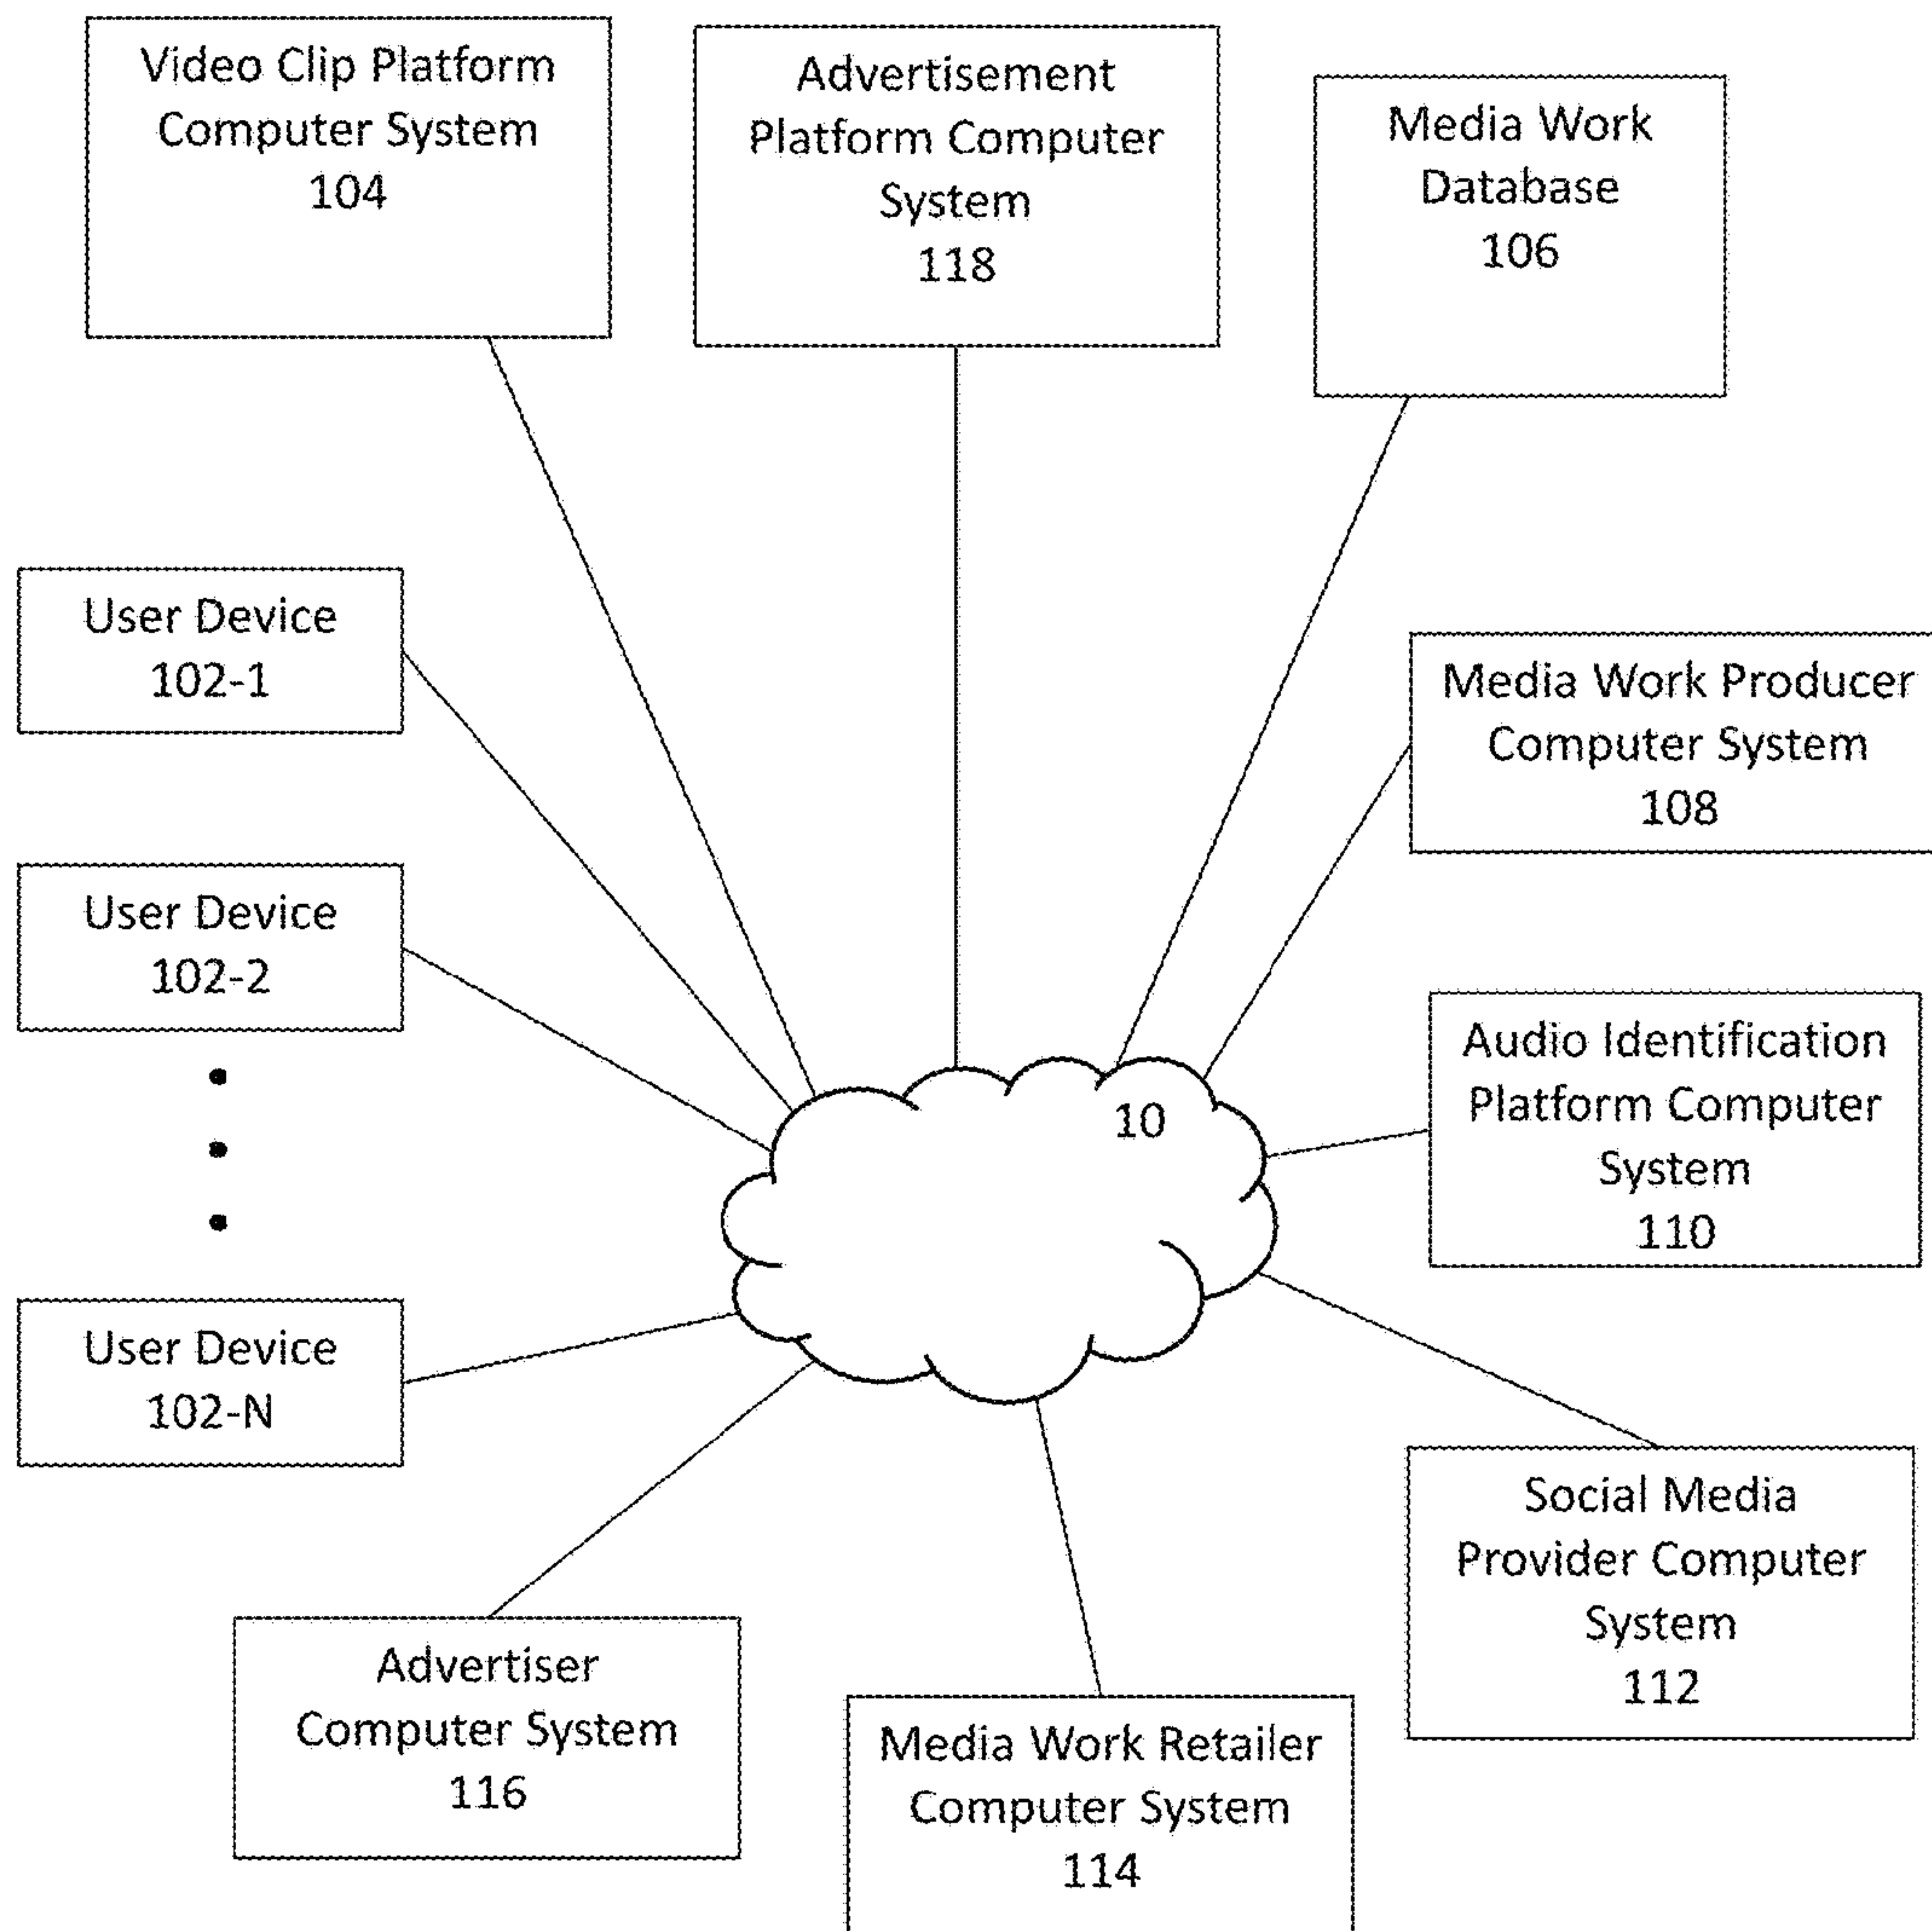 Video Clip Platform
Computer System
104
Advertisement
Platform Computer
System
118
Media Work
Database
106
User Device
102-1
Media Work Producer
Computer System
108
User Device
102-2
Audio Identification
Platform Computer
System
110
10
User Device
102-N
Social Media
Provider Computer
System
112
Advertiser
Computer System
116
Media Work Retailer
Computer System
114